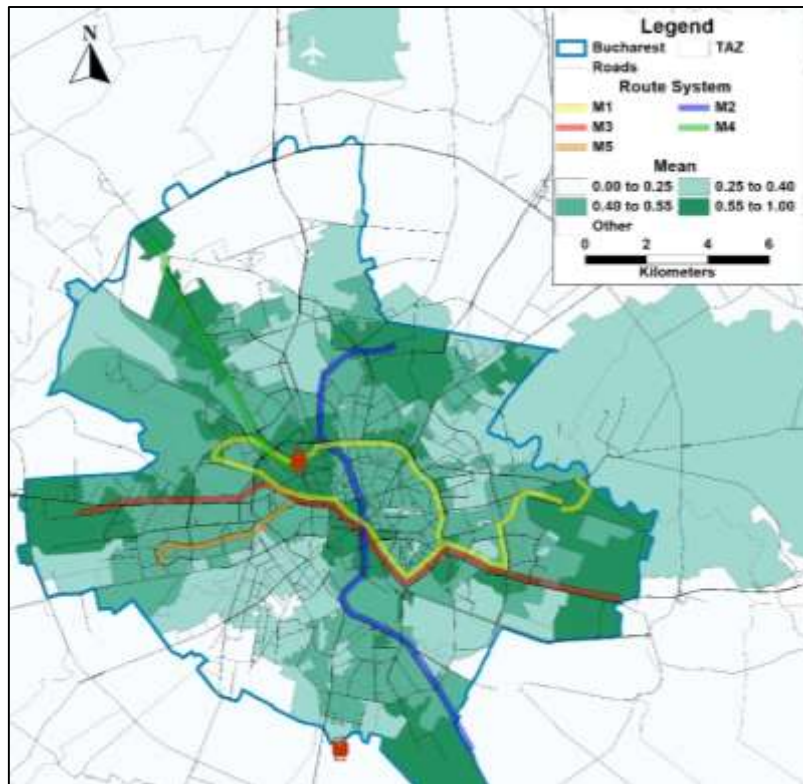 N
Legend
Bucharest TAZ
Roads
Route System
M1 M2
M3 M4
M5
Mean
0.00 to 0.25 0.25 to 0.40
0.40 to 0.55 0.55 to 1.00
Other
0 2 4 6
Kilometers